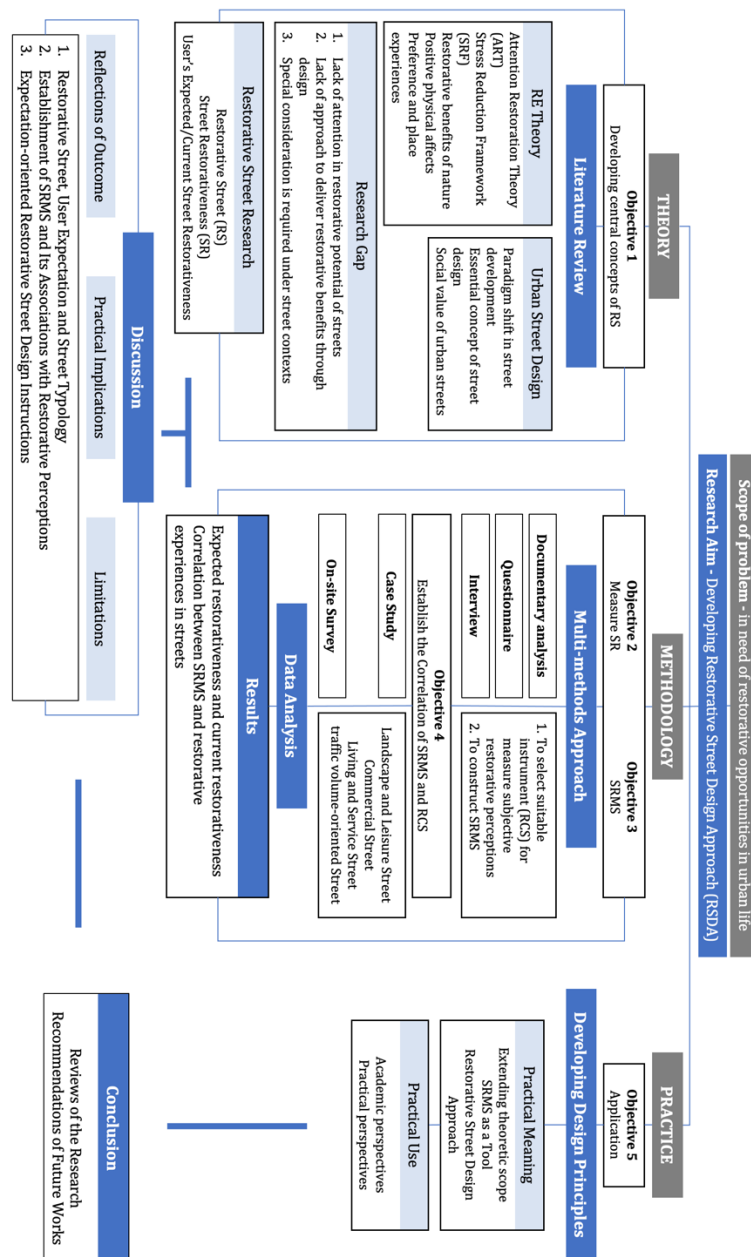 Scope of problem - in need of restorative opportunities in urban life
Research Aim - Developing Restorative Street Design Approach (RSDA)
THEORY
Objective 1
Developing central concepts of RS
Literature Review
RE Theory
Attention Restoration Theory
(ART)
Stress Reduction Framework
(SRF)
Restorative benefits of nature
Positive physical affects
Preference and place
experiences
Urban Street Design
Paradigm shift in street
development
Essential concept of street
design
Social value of urban streets
Research Gap
1. Lack of attention in restorative potential of streets
2. Lack of approach to deliver restorative benefits through
design
3. Special consideration is required under street contexts
Restorative Street Research
Restorative Street (RS)
Street Restorativeness (SR)
User's Expected/Current Street Restorativeness
METHODOLOGY
Objective 2
Measure SR
Objective 3
SRMS
Multi-methods Approach
Documentary analysis
Questionnaire
Interview
1. To select suitable
instrument (RCS) for
measure subjective
restorative perceptions
2. To construct SRMS
Objective 4
Establish the Correlation of SRMS and RCS
Case Study
On-site Survey
Landscape and Leisure Street
Commercial Street
Living and Service Street
traffic volume-oriented Street
Data Analysis
Results
Expected restorativeness and current restorativeness
Correlation between SRMS and restorative
experiences in streets
PRACTICE
Objective 5
Application
Developing Design Principles
Practical Meaning
Extending theoretic scope
SRMS as a Tool
Restorative Street Design
Approach
Practical Use
Academic perspectives
Practical perspectives
Discussion
Reflections of Outcome
Practical Implications
Limitations
1. Restorative Street, User Expectation and Street Typology
2. Establishment of SRMS and Its Associations with Restorative Perceptions
3. Expectation-oriented Restorative Street Design Instructions
Conclusion
Reviews of the Research
Recommendations of Future Works